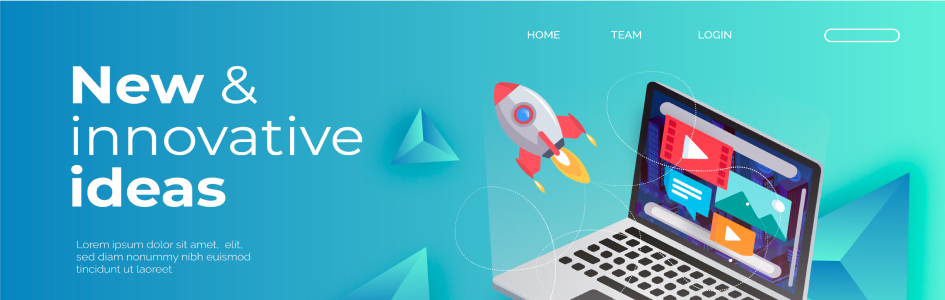 HOME TEAM LOGIN
New &
innovative
ideas
Lorem ipsum dolor sit amet, elit,
sed diam nonummy nibh euismod
tincidunt ut laoreet